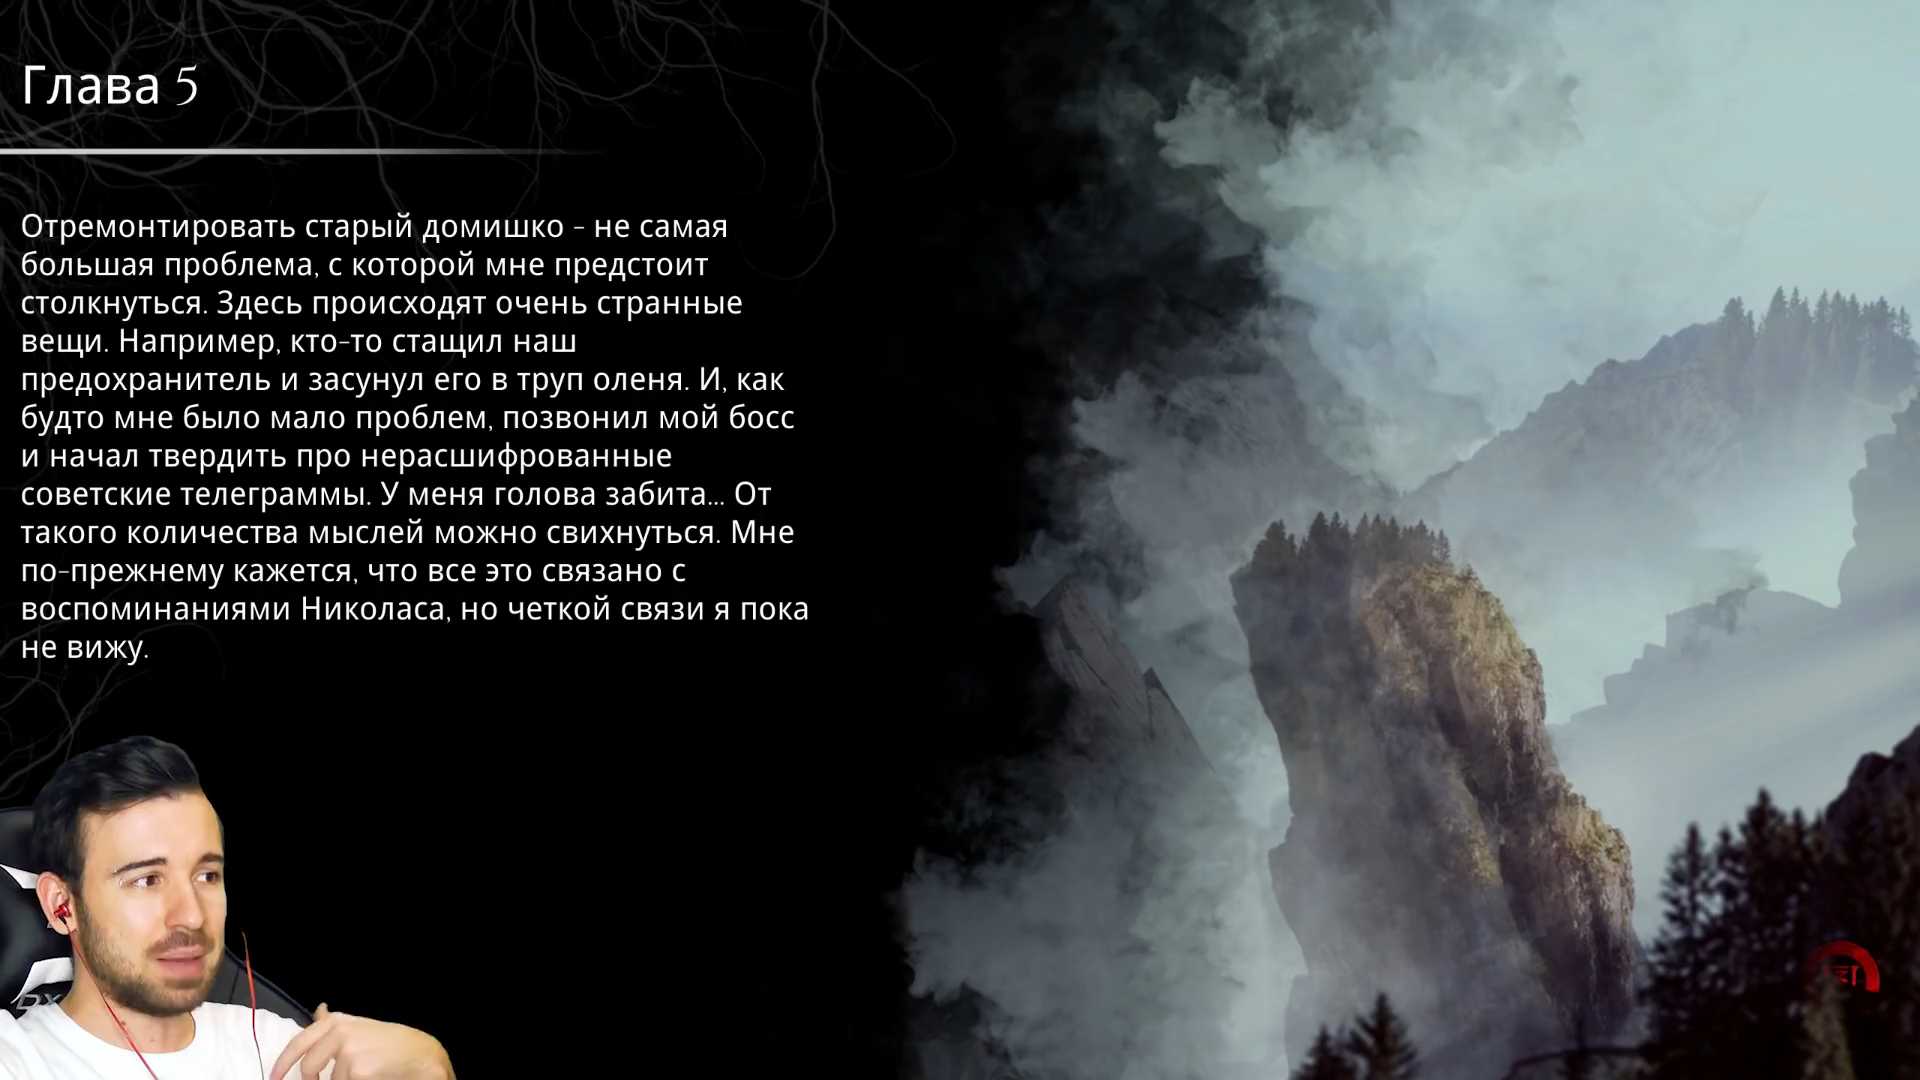 Глава 5
Отремонтировать старый домишко - не самая
большая проблема, с которой мне предстоит
столкнуться. Здесь происходят очень странные
вещи. Например, кто-то стащил наш
предохранитель и засунул его в труп оленя. И, как
будто мне было мало проблем, позвонил мой босс
и начал твердить про нерасшифрованные
советские телеграммы. У меня голова забита... От
такого количества мыслей можно свихнуться. Мне
по-прежнему кажется, что все это связано с
воспоминаниями Николаса, но четкой связи я пока
не вижу.